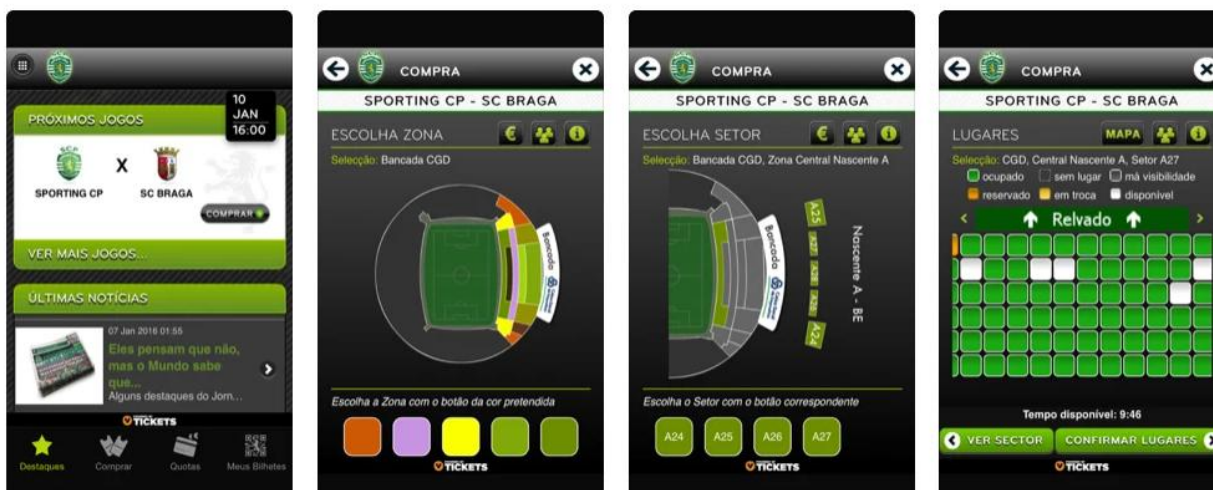 PRÓXIMOS JOGOS
10
JAN
16:00
X
SPORTING CP
SC BRAGA
COMPRAR
VER MAIS JOGOS...
ÚLTIMAS NOTÍCIAS
07 Jan 2016 01:55
Eles pensam que não,
mas o Mundo sabe
que...
Alguns destaques do Jorn...
TICKETS
Destaques
Comprar
Quotas
Meus Bilhetes
COMPRA
SPORTING CP - SC BRAGA
ESCOLHA ZONA
€
Selecção: Bancada CGD
Bancada
Escolha a Zona com o botão da cor pretendida
TICKETS
COMPRA
SPORTING CP - SC BRAGA
ESCOLHA SETOR
€
Selecção: Bancada CGD, Zona Central Nascente A
Bancada
A25
A27
A26
A24
Nascente A - BE
Escolha o Setor com o botão correspondente
A24
A25
A26
A27
TICKETS
COMPRA
SPORTING CP - SC BRAGA
LUGARES
MAPA
Selecção: CGD, Central Nascente A, Setor A27
ocupado
sem lugar
má visibilidade
reservado
em troca
disponível
< Relvado >
Tempo disponível: 9:46
VER SECTOR
CONFIRMAR LUGARES
TICKETS